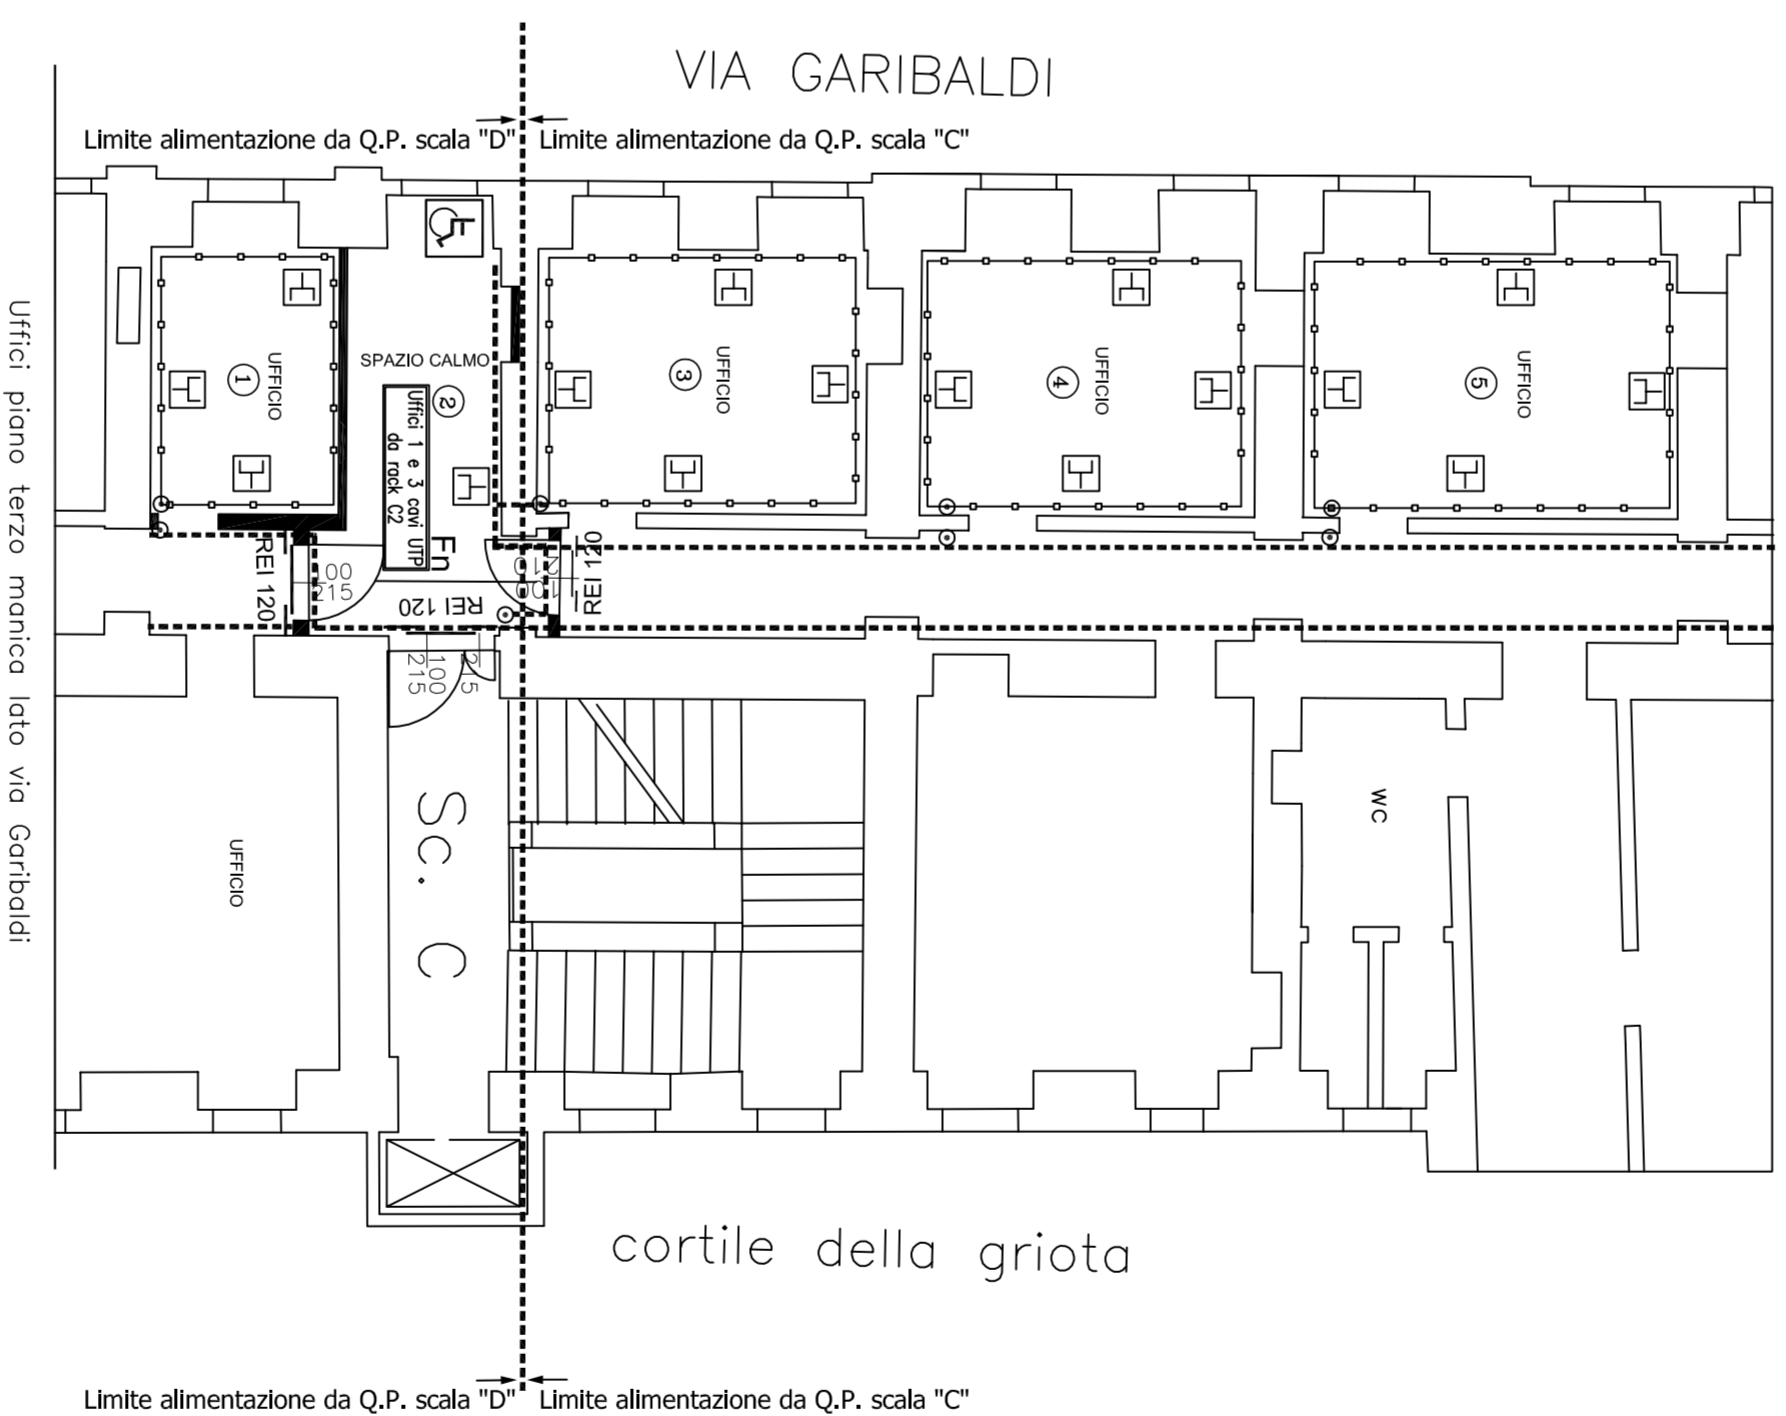 VIA GARIBALDI
Limite alimentazione da Q.P. scala "D"
Limite alimentazione da Q.P. scala "C"
Uffici piano terzo manica lato via Garibaldi
1
UFFICIO
SPAZIO CALMO
2
Uffici 1 e 3 cavi UTP
da rack C2
3
UFFICIO
4
UFFICIO
5
UFFICIO
Fn
REI 120
100
215
REI 120
210
100
REI 120
215
100
215
Sc. C
UFFICIO
WC
cortile della griota
Limite alimentazione da Q.P. scala "D"
Limite alimentazione da Q.P. scala "C"